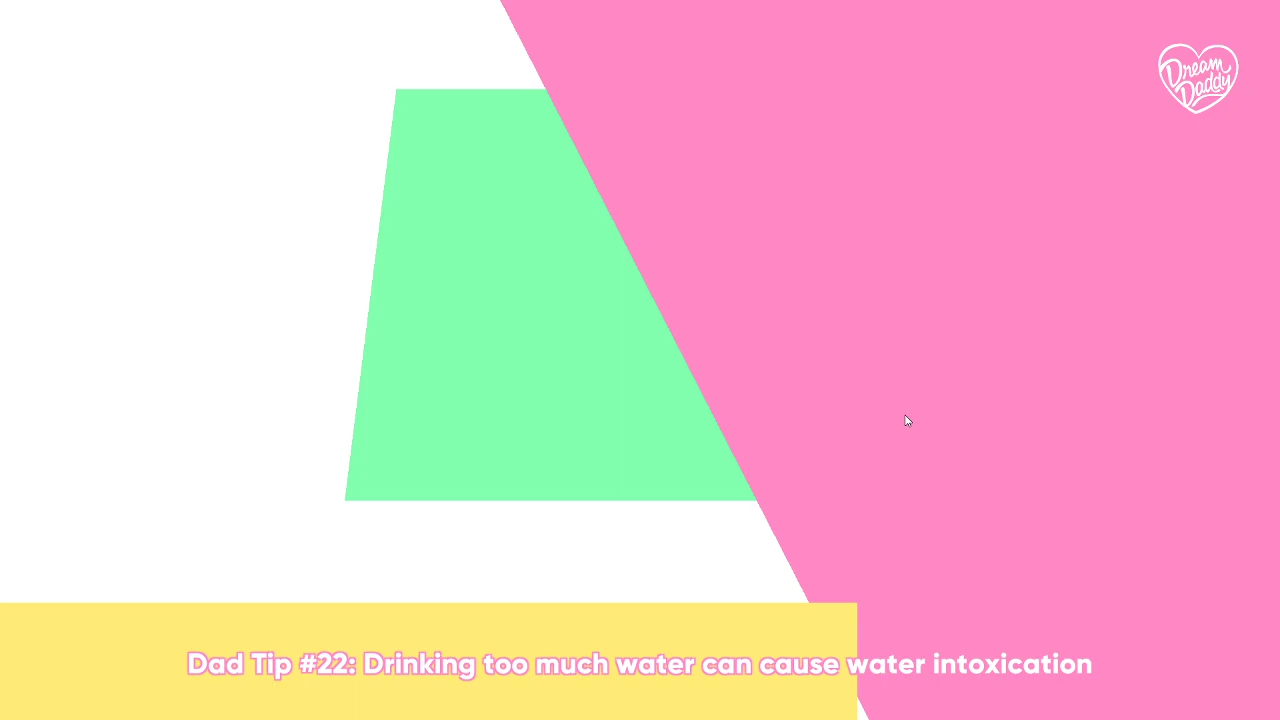 Dream
Daddy
Dad Tip #22: Drinking too much water can cause water intoxication